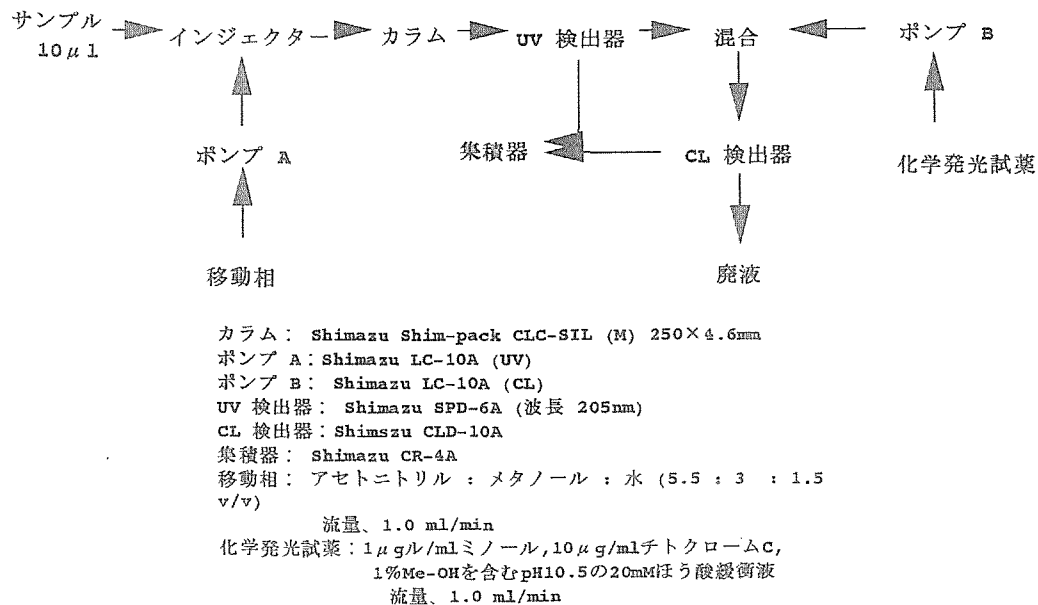 サンプル
10μl
インジェクター
カラム
UV 検出器
混合
ポンプ B
ポンプ A
集積器
CL 検出器
化学発光試薬
移動相
廃液
カラム: Shimazu Shim-pack CLC-SIL (M) 250×4.6mm
ポンプ A:Shimazu LC-10A (UV)
ポンプ B: Shimazu LC-10A (CL)
UV 検出器: Shimazu SPD-6A (波長 205nm)
CL 検出器:Shimszu CLD-10A
集積器: Shimazu CR-4A
移動相: アセトニトリル : メタノール : 水 (5.5 : 3 : 1.5
v/v)
流量、1.0 ml/min
化学発光試薬:1μgル/mlミノール,10μg/mlチトクロームC,
1%Me-OHを含むpH10.5の20mMほう酸緩衝液
流量、1.0 ml/min